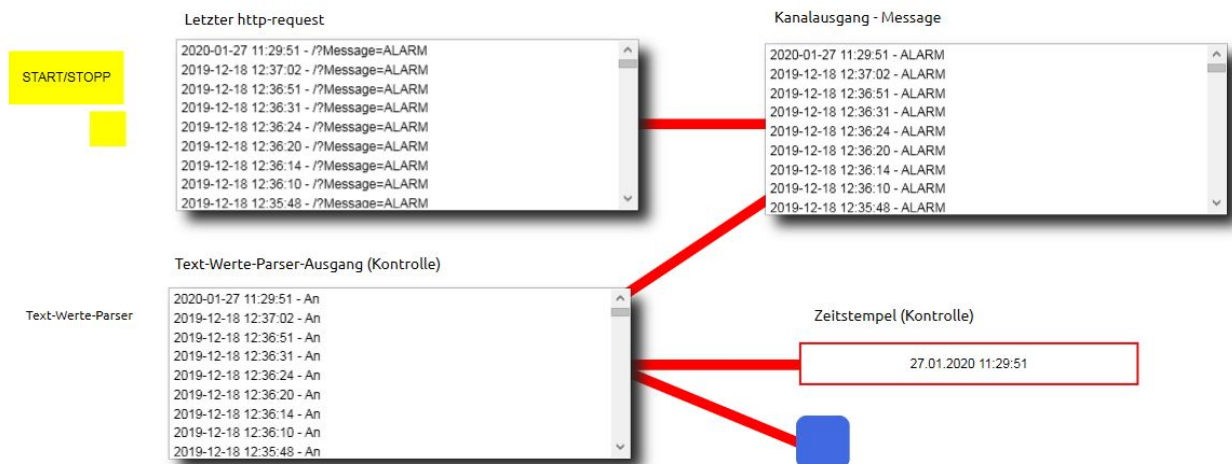 Letzter http-request
Kanalausgang - Message
START/STOPP
2020-01-27 11:29:51 - /?Message=ALARM
2019-12-18 12:37:02 - /?Message=ALARM
2019-12-18 12:36:51 - /?Message=ALARM
2019-12-18 12:36:31 - /?Message=ALARM
2019-12-18 12:36:24 - /?Message=ALARM
2019-12-18 12:36:20 - /?Message=ALARM
2019-12-18 12:36:14 - /?Message=ALARM
2019-12-18 12:36:10 - /?Message=ALARM
2019-12-18 12:35:48 - /?Message=ALARM
2020-01-27 11:29:51 - ALARM
2019-12-18 12:37:02 - ALARM
2019-12-18 12:36:51 - ALARM
2019-12-18 12:36:31 - ALARM
2019-12-18 12:36:24 - ALARM
2019-12-18 12:36:20 - ALARM
2019-12-18 12:36:14 - ALARM
2019-12-18 12:36:10 - ALARM
2019-12-18 12:35:48 - ALARM
Text-Werte-Parser-Ausgang (Kontrolle)
Text-Werte-Parser
2020-01-27 11:29:51 - An
2019-12-18 12:37:02 - An
2019-12-18 12:36:51 - An
2019-12-18 12:36:31 - An
2019-12-18 12:36:24 - An
2019-12-18 12:36:20 - An
2019-12-18 12:36:14 - An
2019-12-18 12:36:10 - An
2019-12-18 12:35:48 - An
Zeitstempel (Kontrolle)
27.01.2020 11:29:51